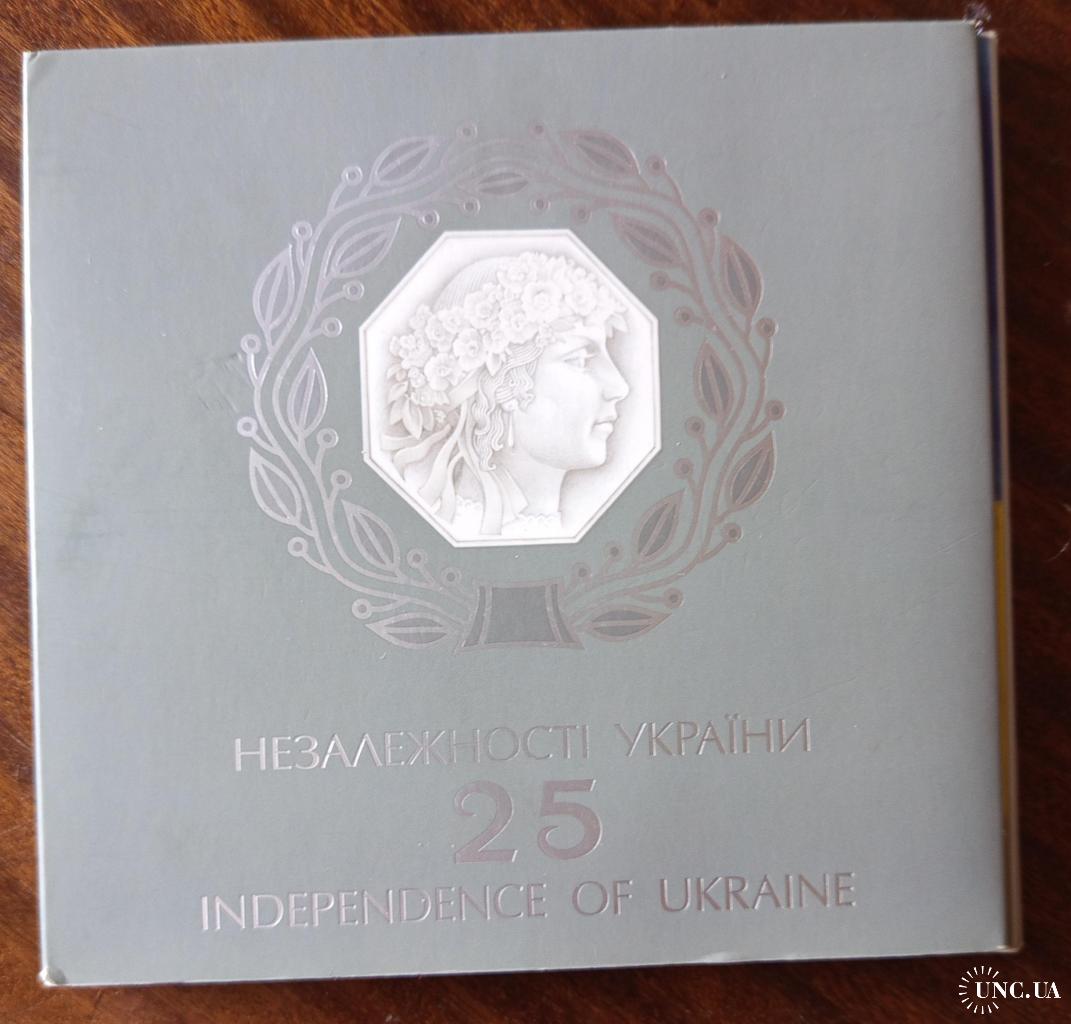 НЕЗАЛЕЖНОСТІ УКРАЇНИ
25
INDEPENDENCE OF UKRAINE
UNC.UA